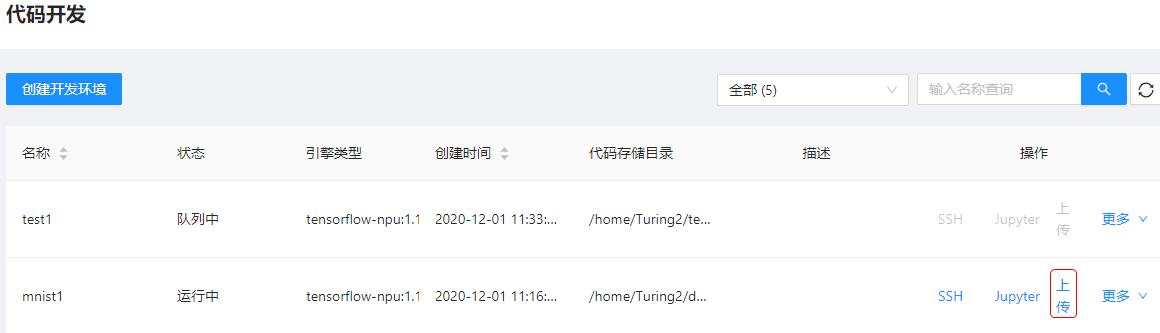 代码开发
创建开发环境 全部 (5) 输入名称查询
名称 状态 引擎类型 创建时间 代码存储目录 描述 操作
test1 队列中 tensorflow-npu:1.1 2020-12-01 11:33:... /home/Turing2/te... SSH Jupyter 上传 更多
mnist1 运行中 tensorflow-npu:1.1 2020-12-01 11:16:... /home/Turing2/d... SSH Jupyter 上传 更多